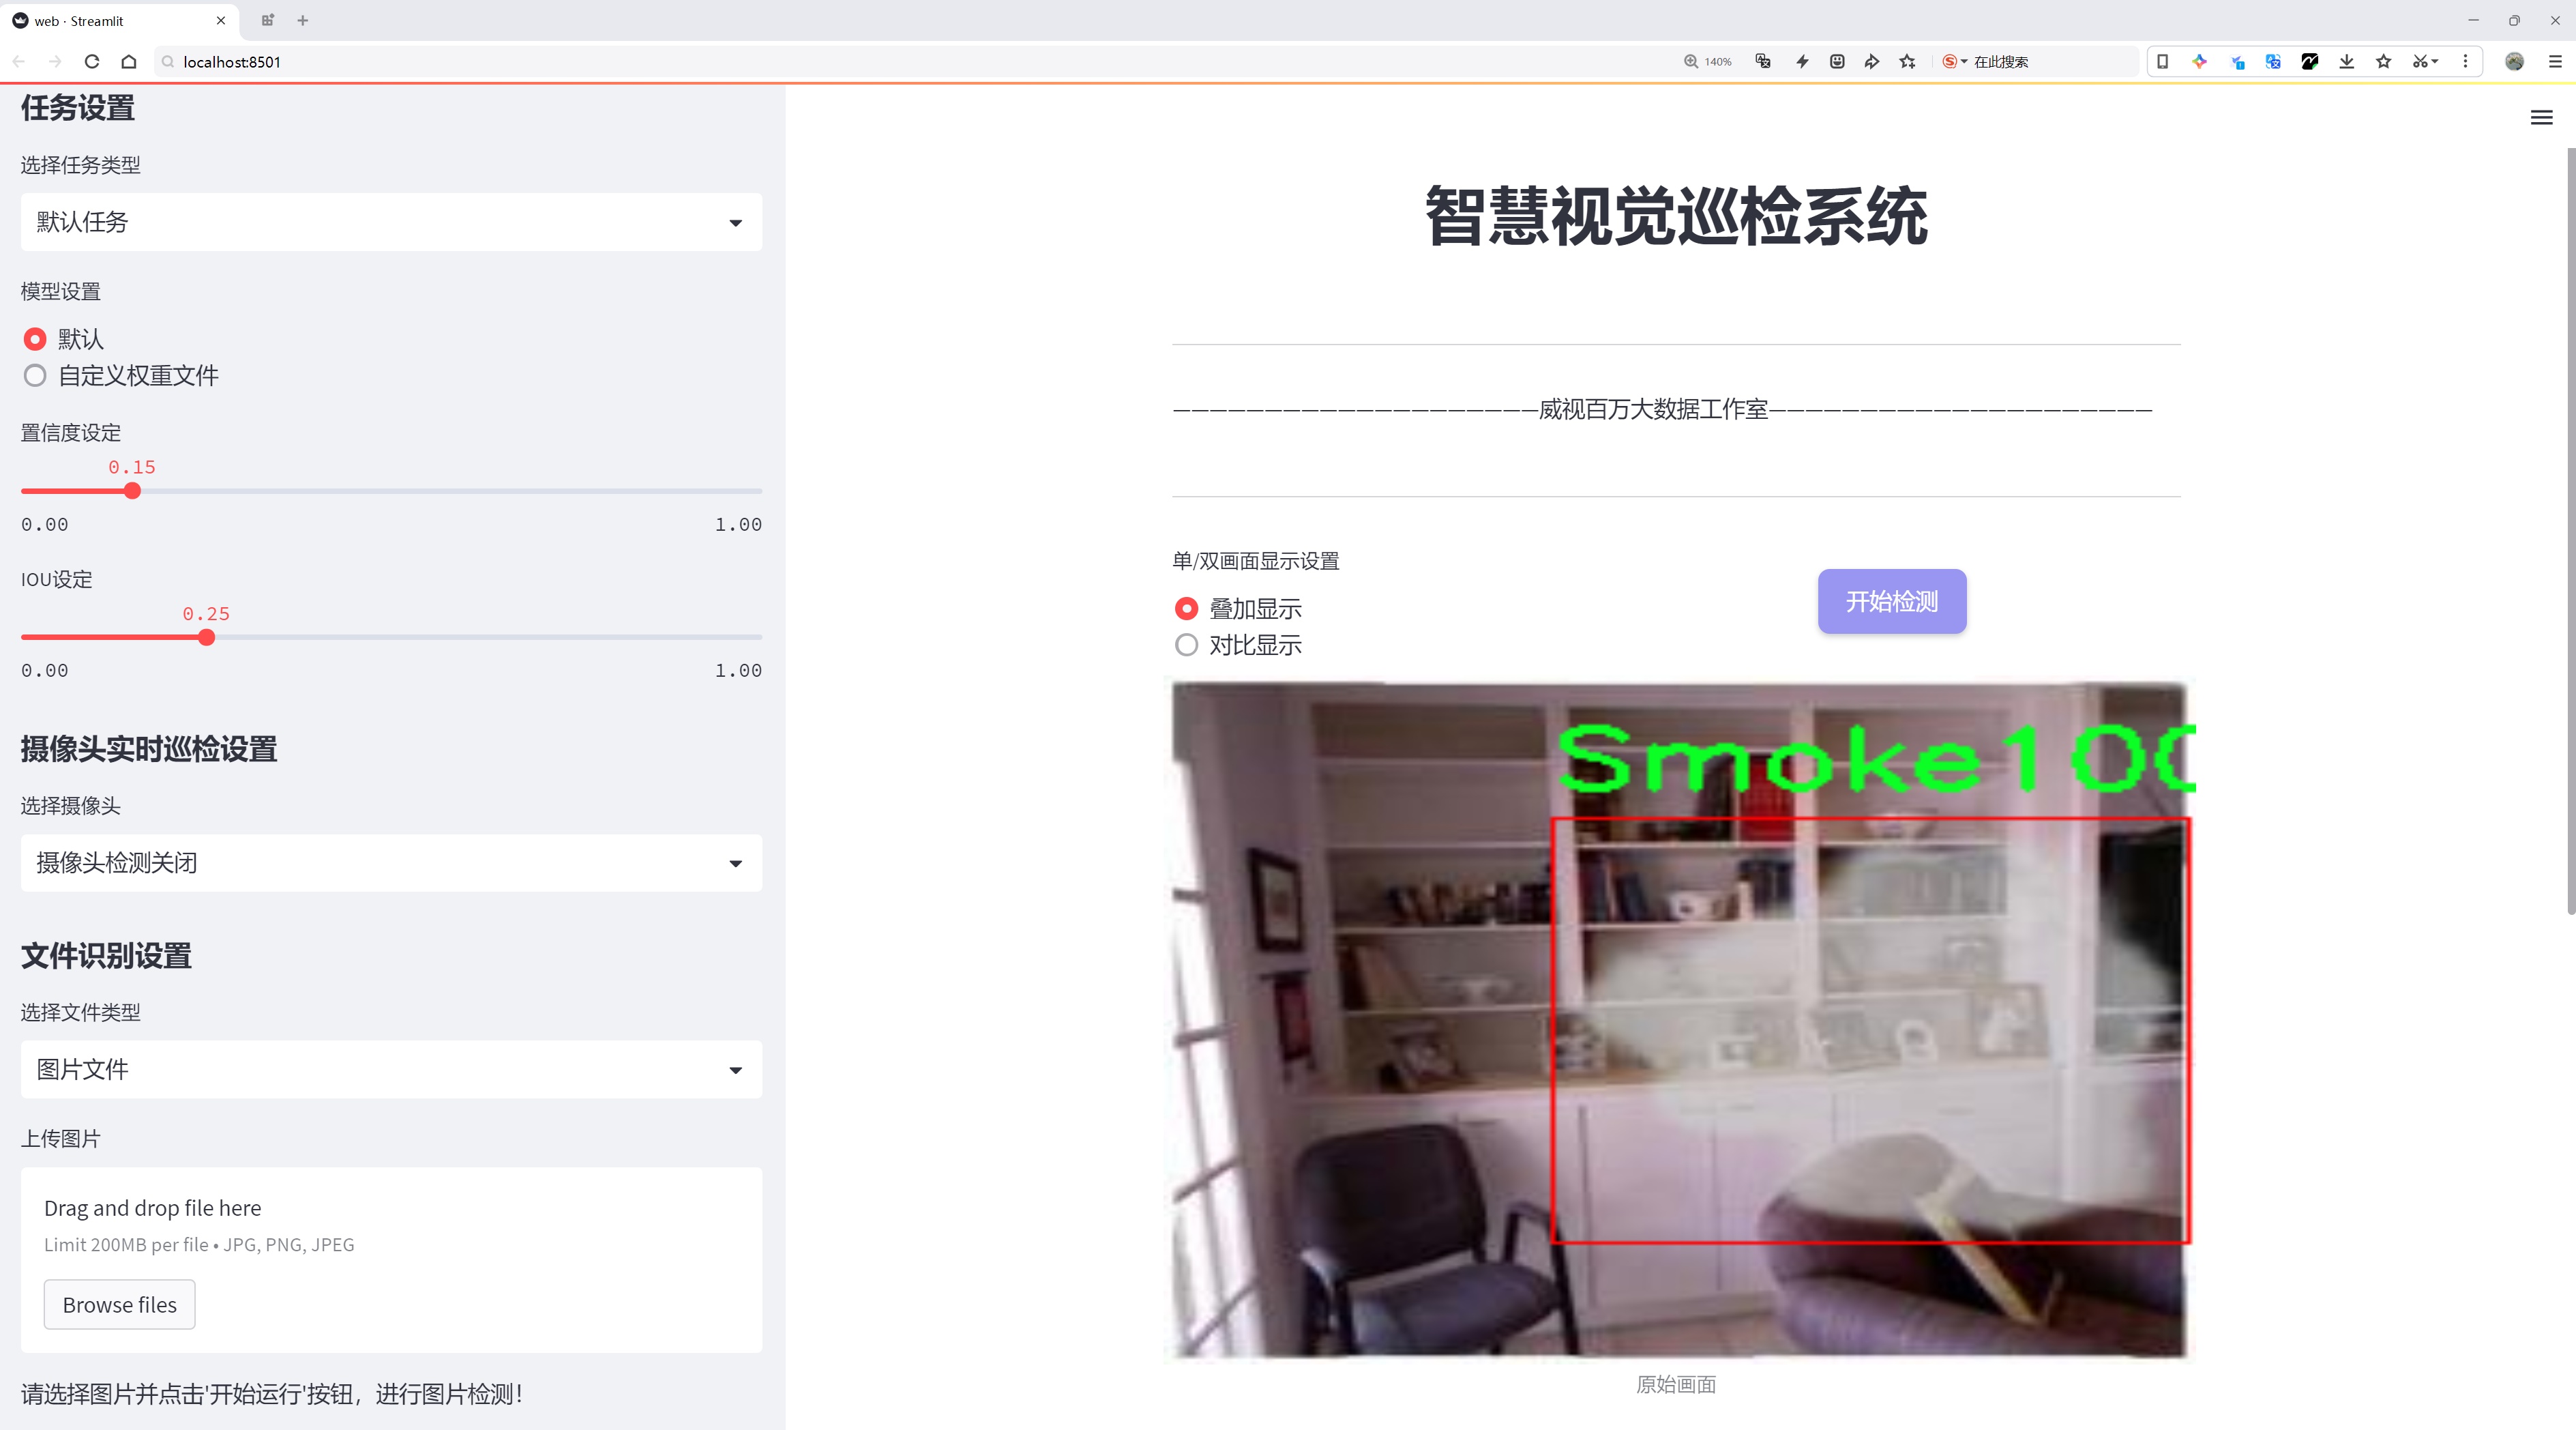 web · Streamlit
localhost:8501
140%
在此搜索
任务设置
选择任务类型
默认任务
模型设置
默认
自定义权重文件
置信度设定
0.15
0.00 1.00
IOU设定
0.25
0.00 1.00
摄像头实时巡检设置
选择摄像头
摄像头检测关闭
文件识别设置
选择文件类型
图片文件
上传图片
Drag and drop file here
Limit 200MB per file • JPG, PNG, JPEG
Browse files
请选择图片并点击'开始运行'按钮，进行图片检测！
智慧视觉巡检系统
————————————————————威视百万大数据工作室—————————————————————
单/双画面显示设置
叠加显示
对比显示
开始检测
Smoke100
原始画面